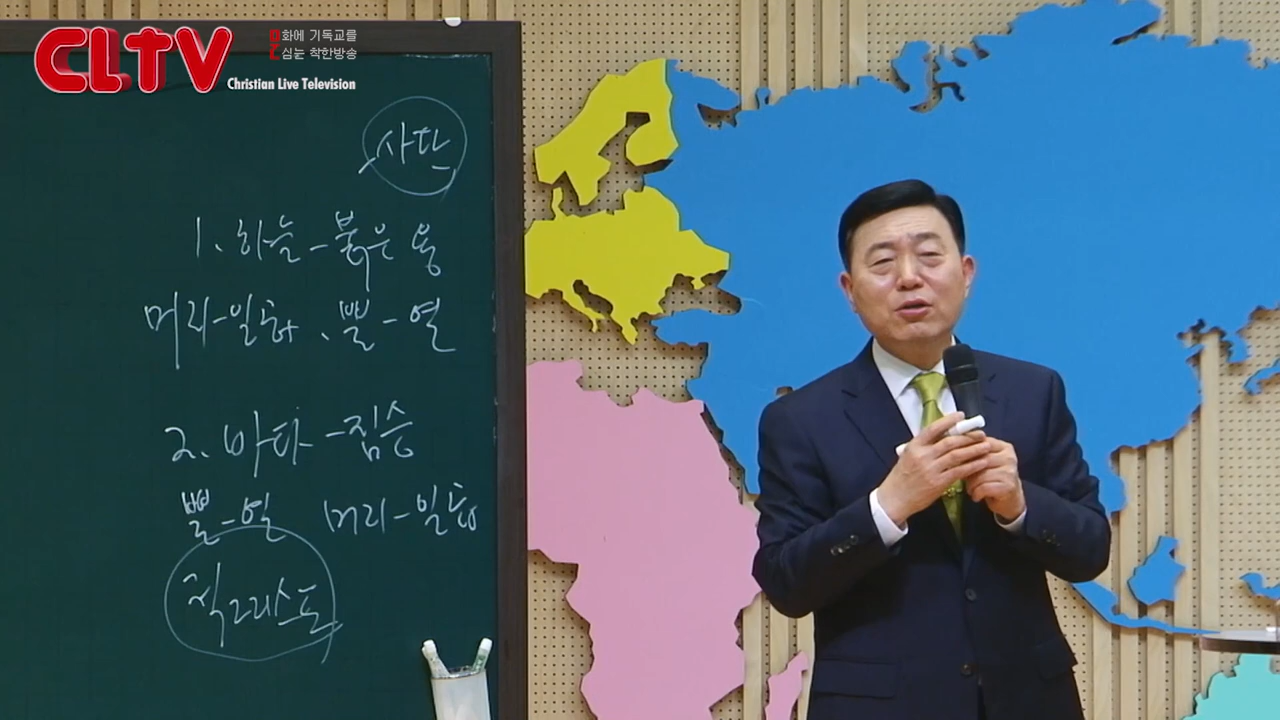 CLTV
문화에 기독교를
심는 착한방송
Christian Live Television
사탄
1. 하늘-붉은 용
머리-일곱, 뿔-열
2. 바다-짐승
뿔-열 머리-일곱
적그리스도